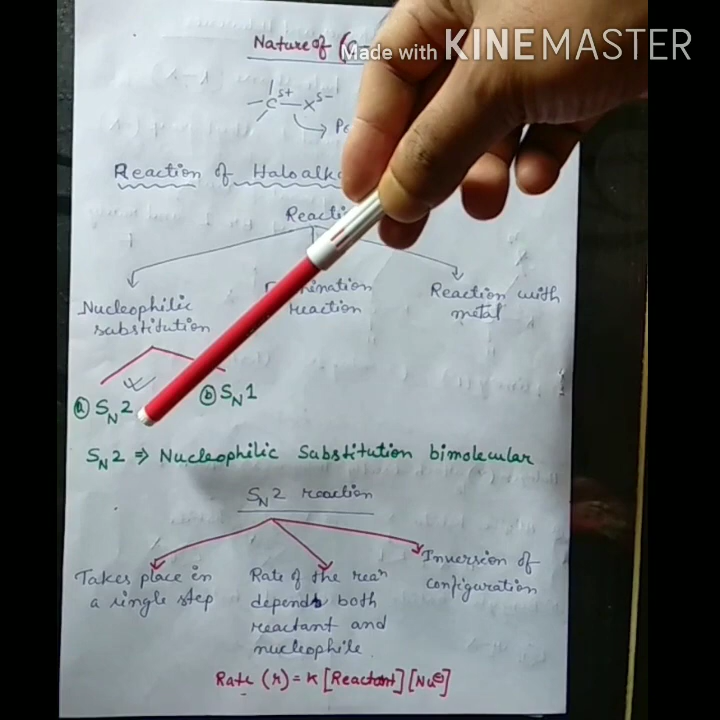 Nature of (C
Made with KINEMASTER
C δ+ — X δ−
Reaction of Haloalk
Reacti
Nucleophilic
substitution
reaction
Reaction with
metal
ⓐ SN2
ⓑ SN1
SN2 ⇒ Nucleophilic Substitution bimolecular
SN2 reaction
Takes place in
a single step
Rate of the reaⁿ
depends both
reactant and
nucleophile
Inversion of
configuration
Rate (r) = K [Reactant] [Nu⊖]